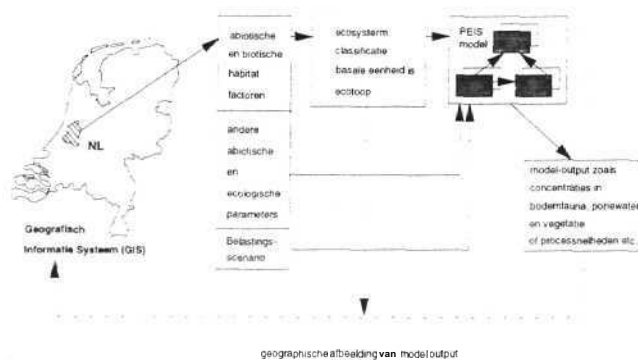 abiotische
en biotische
habitat
factoren
andere
abiotische
en
ecologische
parameters
Belastings-
scenario
ecosysterm
classificatie
basale eenheid is
ecotoop
PEIS
model
NL
Geografisch
Informatie Systeem (GIS)
model-output zoals
concentraties in
bodemfauna, poriewater
en vegetatie
of processnelheden etc.
geographische afbeelding van model output